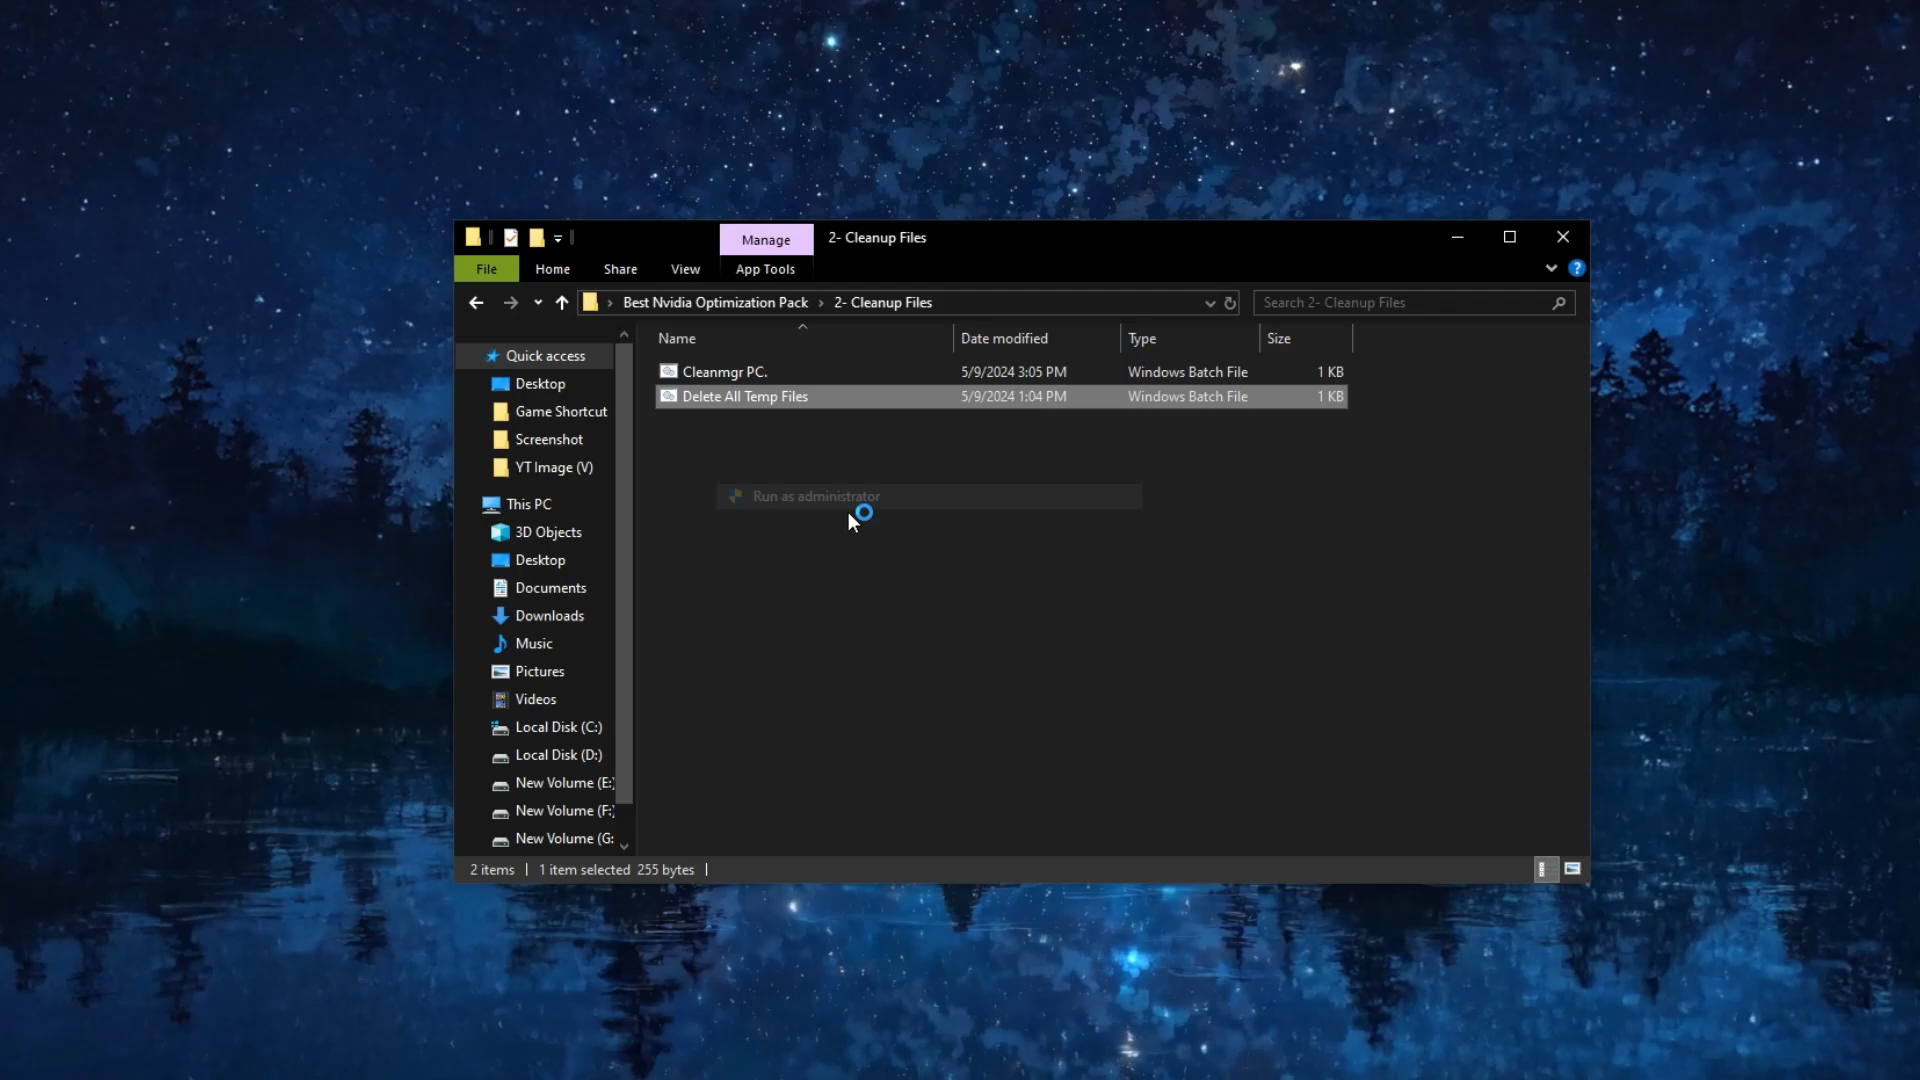 Manage
2- Cleanup Files
File
Home
Share
View
App Tools
?
Best Nvidia Optimization Pack
2- Cleanup Files
Search 2- Cleanup Files
Name
Date modified
Type
Size
Quick access
Desktop
Game Shortcut
Screenshot
YT Image (V)
This PC
3D Objects
Desktop
Documents
Downloads
Music
Pictures
Videos
Local Disk (C:)
Local Disk (D:)
New Volume (E:)
New Volume (F:)
New Volume (G:
Cleanmgr PC. 5/9/2024 3:05 PM Windows Batch File 1 KB
Delete All Temp Files 5/9/2024 1:04 PM Windows Batch File 1 KB
Run as administrator
2 items
1 item selected 255 bytes